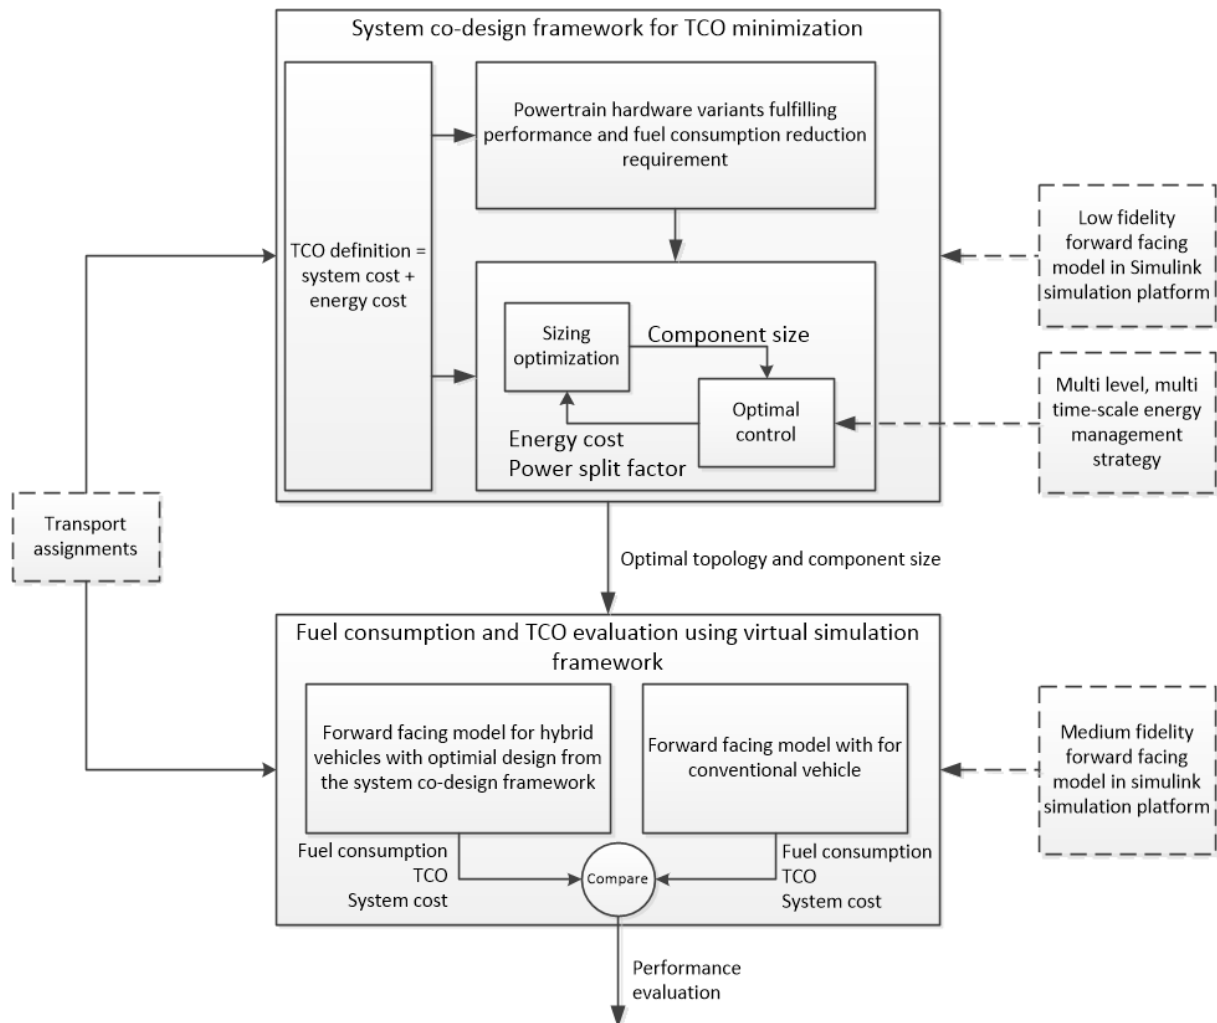 System co-design framework for TCO minimization
Powertrain hardware variants fulfilling
performance and fuel consumption reduction
requirement
TCO definition =
system cost +
energy cost
Sizing
optimization
Component size
Optimal
control
Energy cost
Power split factor
Low fidelity
forward facing
model in Simulink
simulation platform
Multi level, multi
time-scale energy
management
strategy
Transport
assignments
Optimal topology and component size
Fuel consumption and TCO evaluation using virtual simulation
framework
Forward facing model for hybrid
vehicles with optimial design from
the system co-design framework
Forward facing model with for
conventional vehicle
Medium fidelity
forward facing
model in simulink
simulation platform
Fuel consumption
TCO
System cost
Compare
Fuel consumption
TCO
System cost
Performance
evaluation